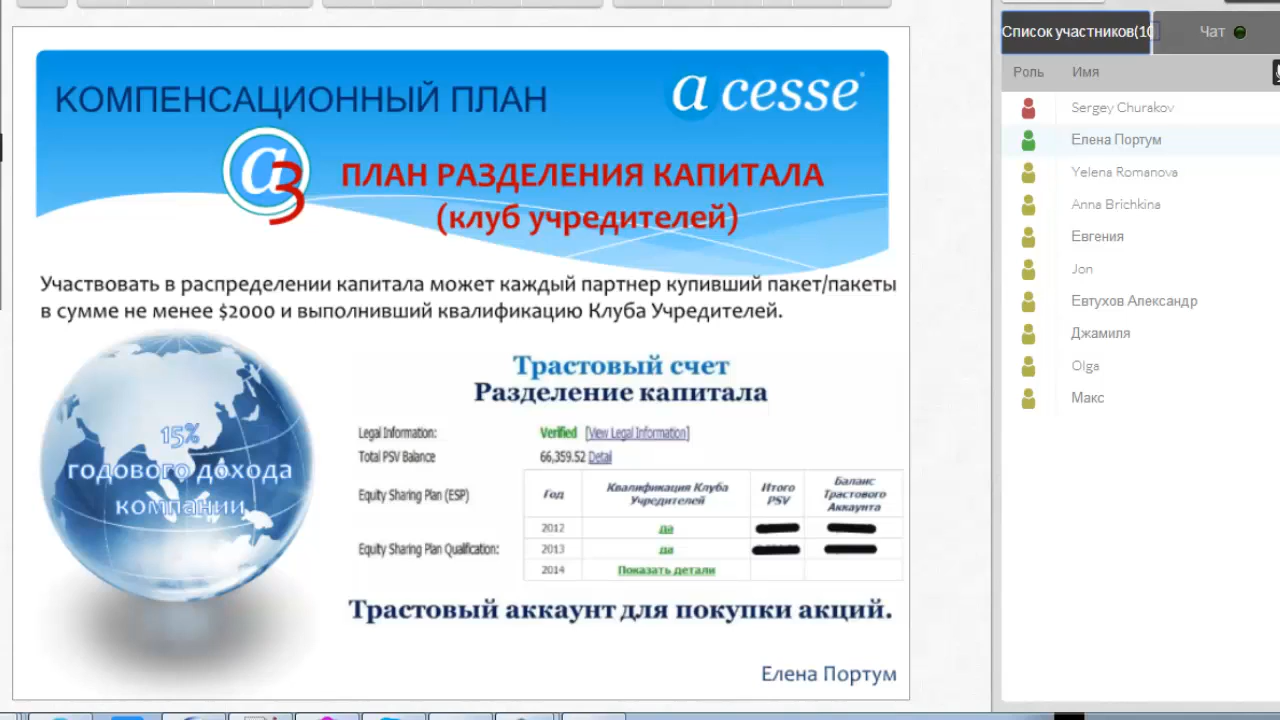 КОМПЕНСАЦИОННЫЙ ПЛАН
a cesse
a3
ПЛАН РАЗДЕЛЕНИЯ КАПИТАЛА
(клуб учредителей)
Участвовать в распределении капитала может каждый партнер купивший пакет/пакеты
в сумме не менее $2000 и выполнивший квалификацию Клуба Учредителей.
15%
годового дохода
компании
Трастовый счет
Разделение капитала
Legal Information: Verified [View Legal Information]
Total PSV Balance 66,359.52 Detail
Equity Sharing Plan (ESP)
Год Квалификация Клуба Учредителей Итого PSV Баланс Трастового Аккаунта
2012 да
Equity Sharing Plan Qualification: 2013 да
2014 Показать детали
Трастовый аккаунт для покупки акций.
Елена Портум
Список участников(10
Чат
Роль Имя
Sergey Churakov
Елена Портум
Yelena Romanova
Anna Brichkina
Евгения
Jon
Евтухов Александр
Джамиля
Olga
Макс